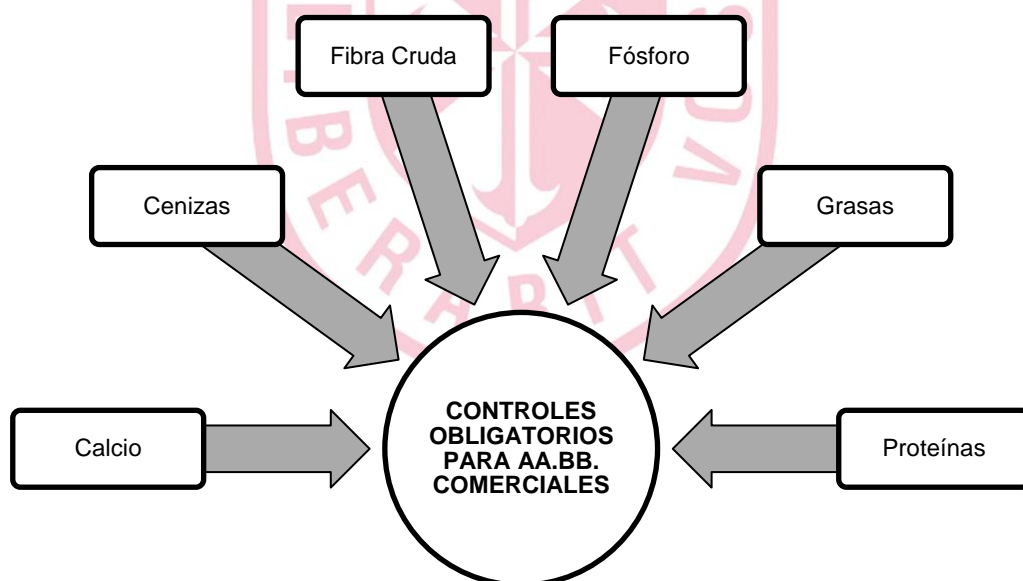 Fibra Cruda
Fósforo
Cenizas
Grasas
Calcio
CONTROLES
OBLIGATORIOS
PARA AA.BB.
COMERCIALES
Proteínas